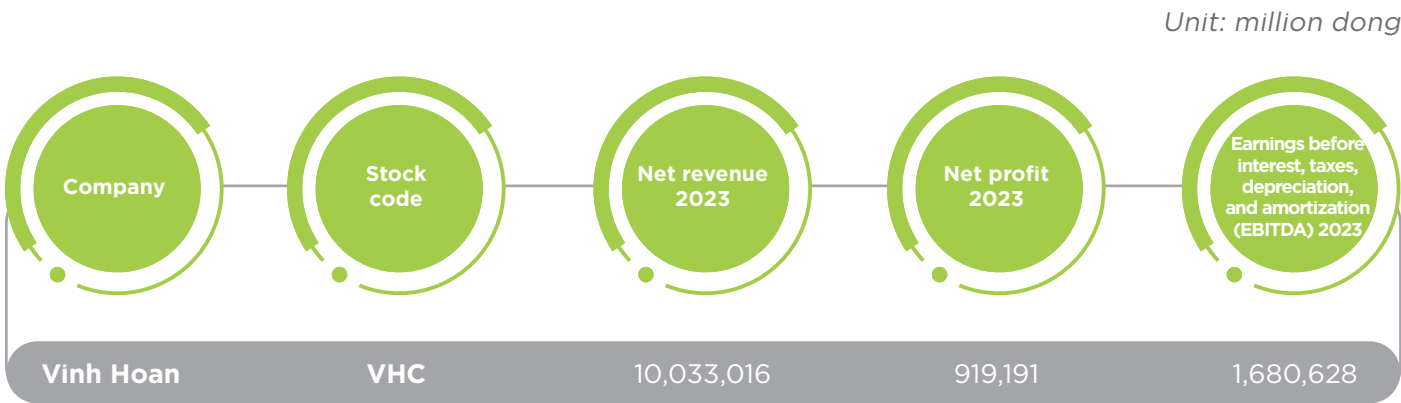 Unit: million dong
Company
Stock
code
Net revenue
2023
Net profit
2023
Earnings before
interest, taxes,
depreciation,
and amortization
(EBITDA) 2023
Vinh Hoan VHC 10,033,016 919,191 1,680,628